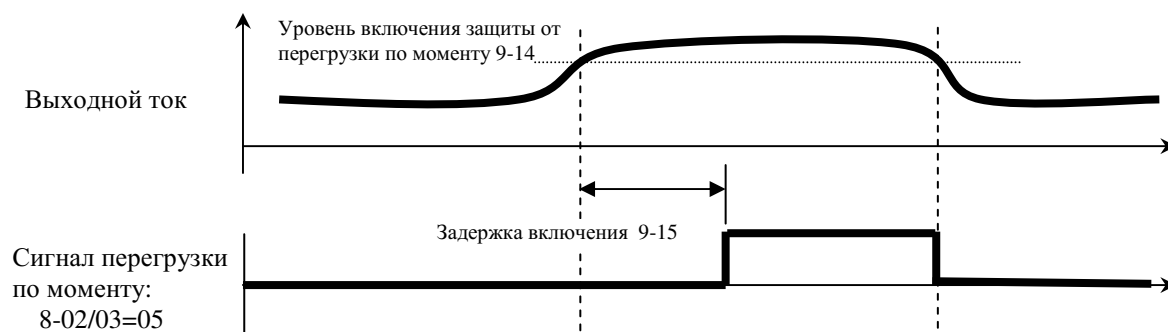 Уровень включения защиты от
перегрузки по моменту 9-14
Выходной ток
Задержка включения 9-15
Сигнал перегрузки
по моменту:
8-02/03=05